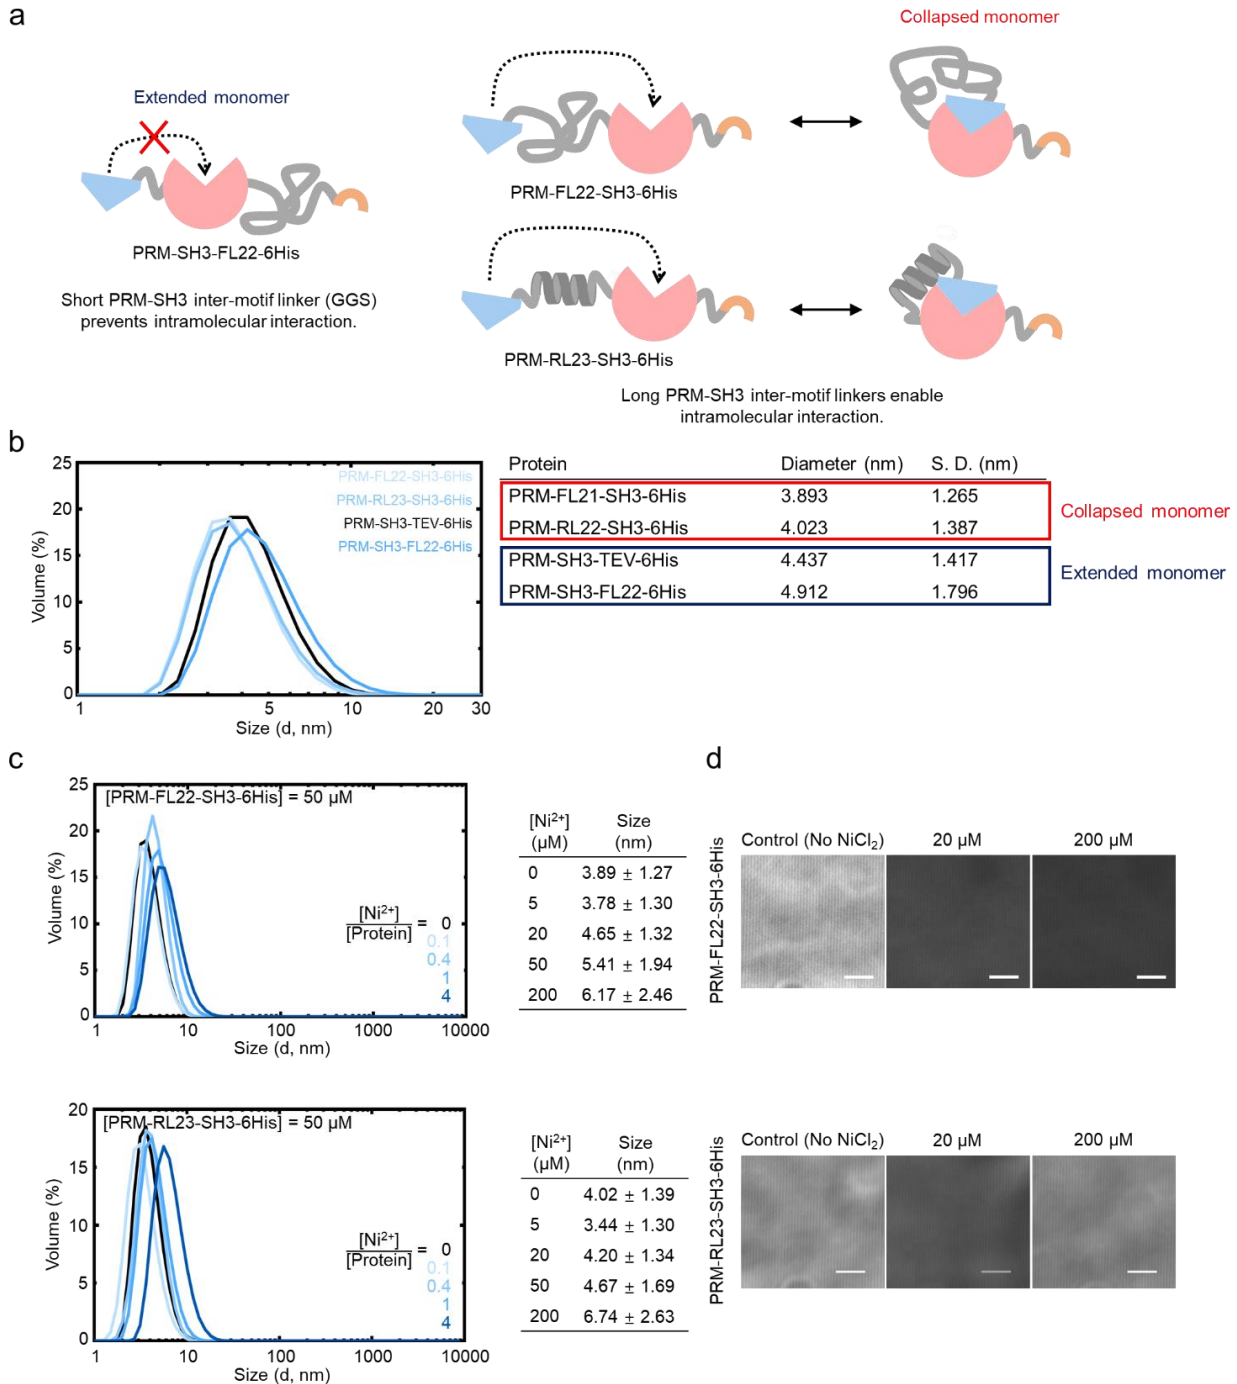 a
Collapsed monomer
Extended monomer
PRM-SH3-FL22-6His
PRM-FL22-SH3-6His
Short PRM-SH3 inter-motif linker (GGS)
prevents intramolecular interaction.
PRM-RL23-SH3-6His
Long PRM-SH3 inter-motif linkers enable
intramolecular interaction.
b
25
20
15
10
5
0
Volume (%)
PRM-FL22-SH3-6His
PRM-RL23-SH3-6His
PRM-SH3-TEV-6His
PRM-SH3-FL22-6His
1 5 10 20 30
Size (d, nm)
Protein Diameter (nm) S. D. (nm)
PRM-FL21-SH3-6His 3.893 1.265
PRM-RL22-SH3-6His 4.023 1.387
Collapsed monomer
PRM-SH3-TEV-6His 4.437 1.417
PRM-SH3-FL22-6His 4.912 1.796
Extended monomer
c
25
20
15
10
5
0
Volume (%)
[PRM-FL22-SH3-6His] = 50 µM
[Ni²⁺]
[Protein]
= 0
0.1
0.4
1
4
1 10 100 1000 10000
Size (d, nm)
[Ni²⁺] Size
(µM) (nm)
0 3.89 ± 1.27
5 3.78 ± 1.30
20 4.65 ± 1.32
50 5.41 ± 1.94
200 6.17 ± 2.46
20
15
10
5
0
Volume (%)
[PRM-RL23-SH3-6His] = 50 µM
[Ni²⁺]
[Protein]
= 0
0.1
0.4
1
4
1 10 100 1000 10000
Size (d, nm)
[Ni²⁺] Size
(µM) (nm)
0 4.02 ± 1.39
5 3.44 ± 1.30
20 4.20 ± 1.34
50 4.67 ± 1.69
200 6.74 ± 2.63
d
Control (No NiCl₂) 20 µM 200 µM
PRM-FL22-SH3-6His
Control (No NiCl₂) 20 µM 200 µM
PRM-RL23-SH3-6His